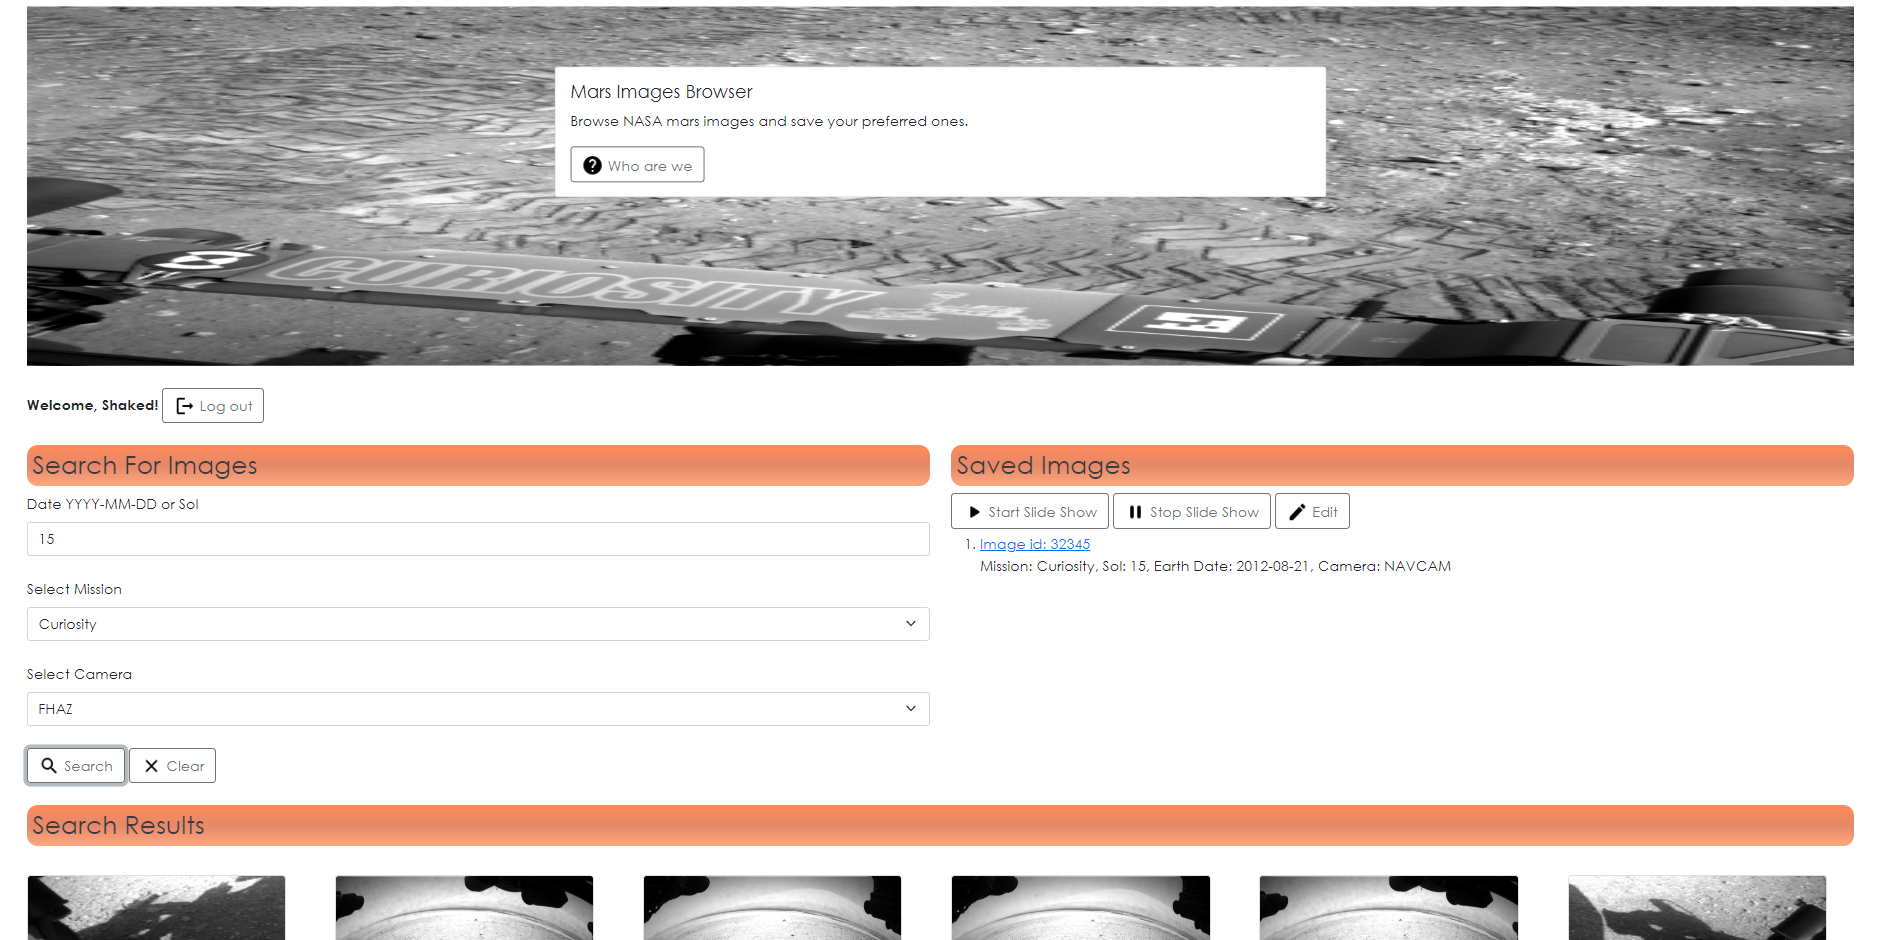 Mars Images Browser
Browse NASA mars images and save your preferred ones.
Who are we
CURIOSITY
Welcome, Shaked! Log out
Search For Images
Date YYYY-MM-DD or Sol
15
Select Mission
Curiosity
Select Camera
FHAZ
Search Clear
Saved Images
Start Slide Show Stop Slide Show Edit
1. Image id: 32345
Mission: Curiosity, Sol: 15, Earth Date: 2012-08-21, Camera: NAVCAM
Search Results